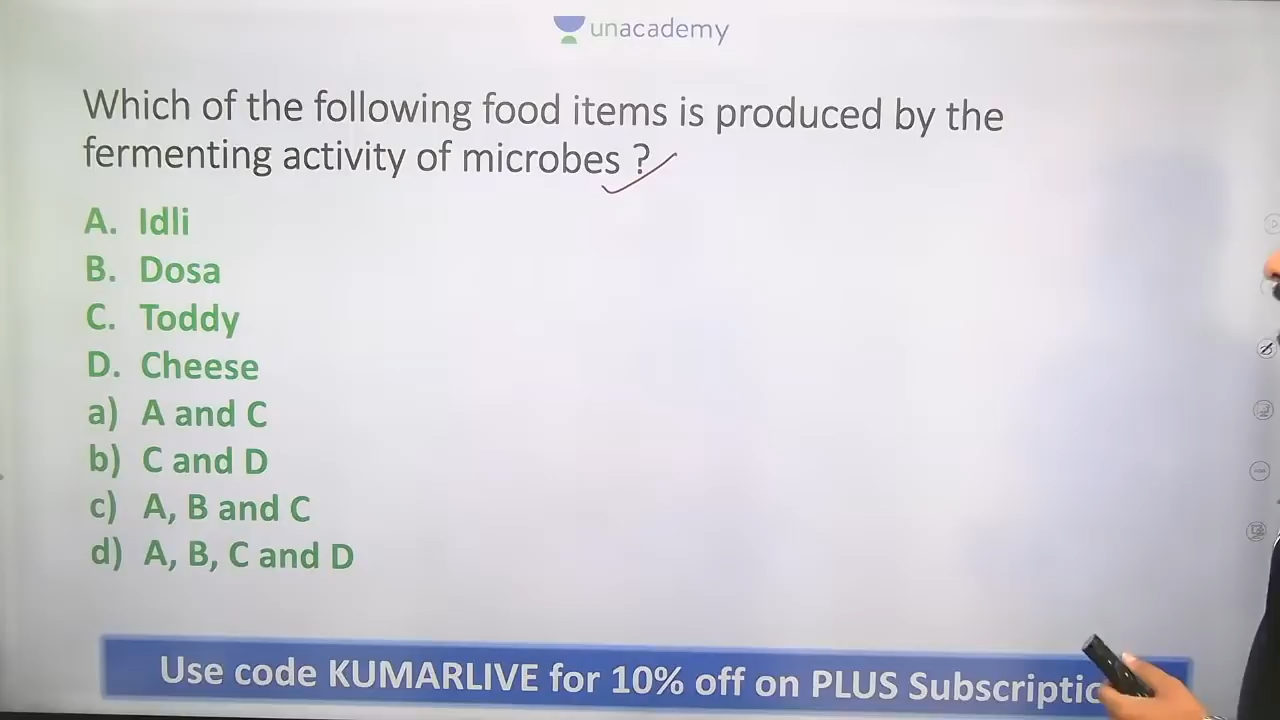 unacademy
Which of the following food items is produced by the
fermenting activity of microbes ?
A. Idli
B. Dosa
C. Toddy
D. Cheese
a) A and C
b) C and D
c) A, B and C
d) A, B, C and D
Use code KUMARLIVE for 10% off on PLUS Subscriptic